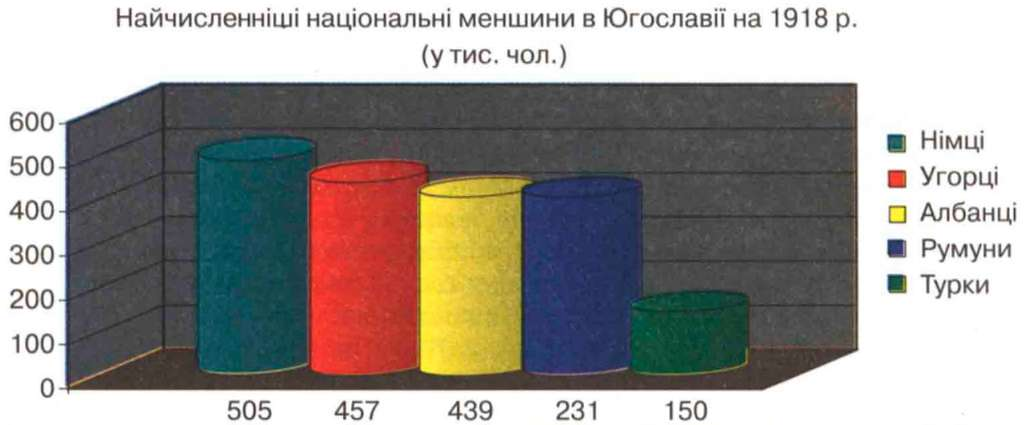 Найчисленніші національні меншини в Югославії на 1918 р.
(у тис. чол.)
600
500
400
300
200
100
0
505 457 439 231 150
Німці
Угорці
Албанці
Румуни
Турки